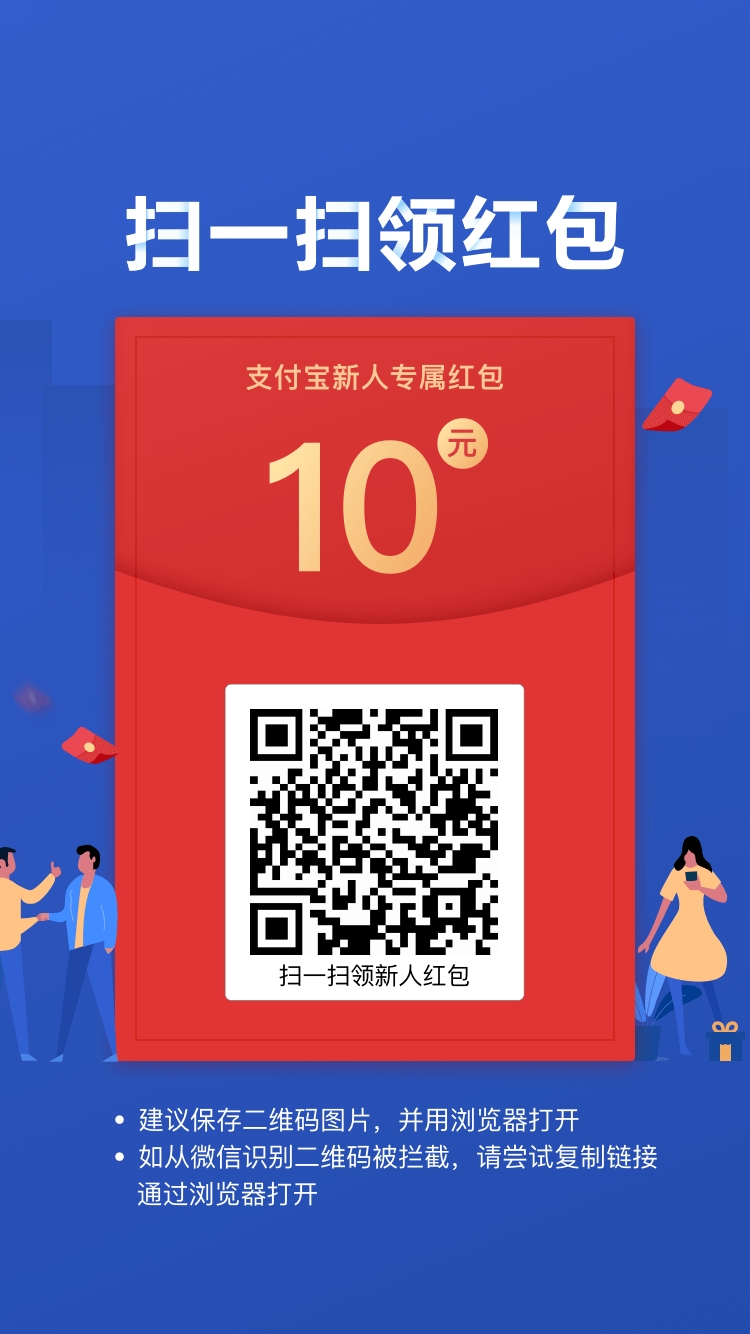 扫一扫领红包
支付宝新人专属红包
10元
扫一扫领新人红包
• 建议保存二维码图片，并用浏览器打开
• 如从微信识别二维码被拦截，请尝试复制链接
通过浏览器打开